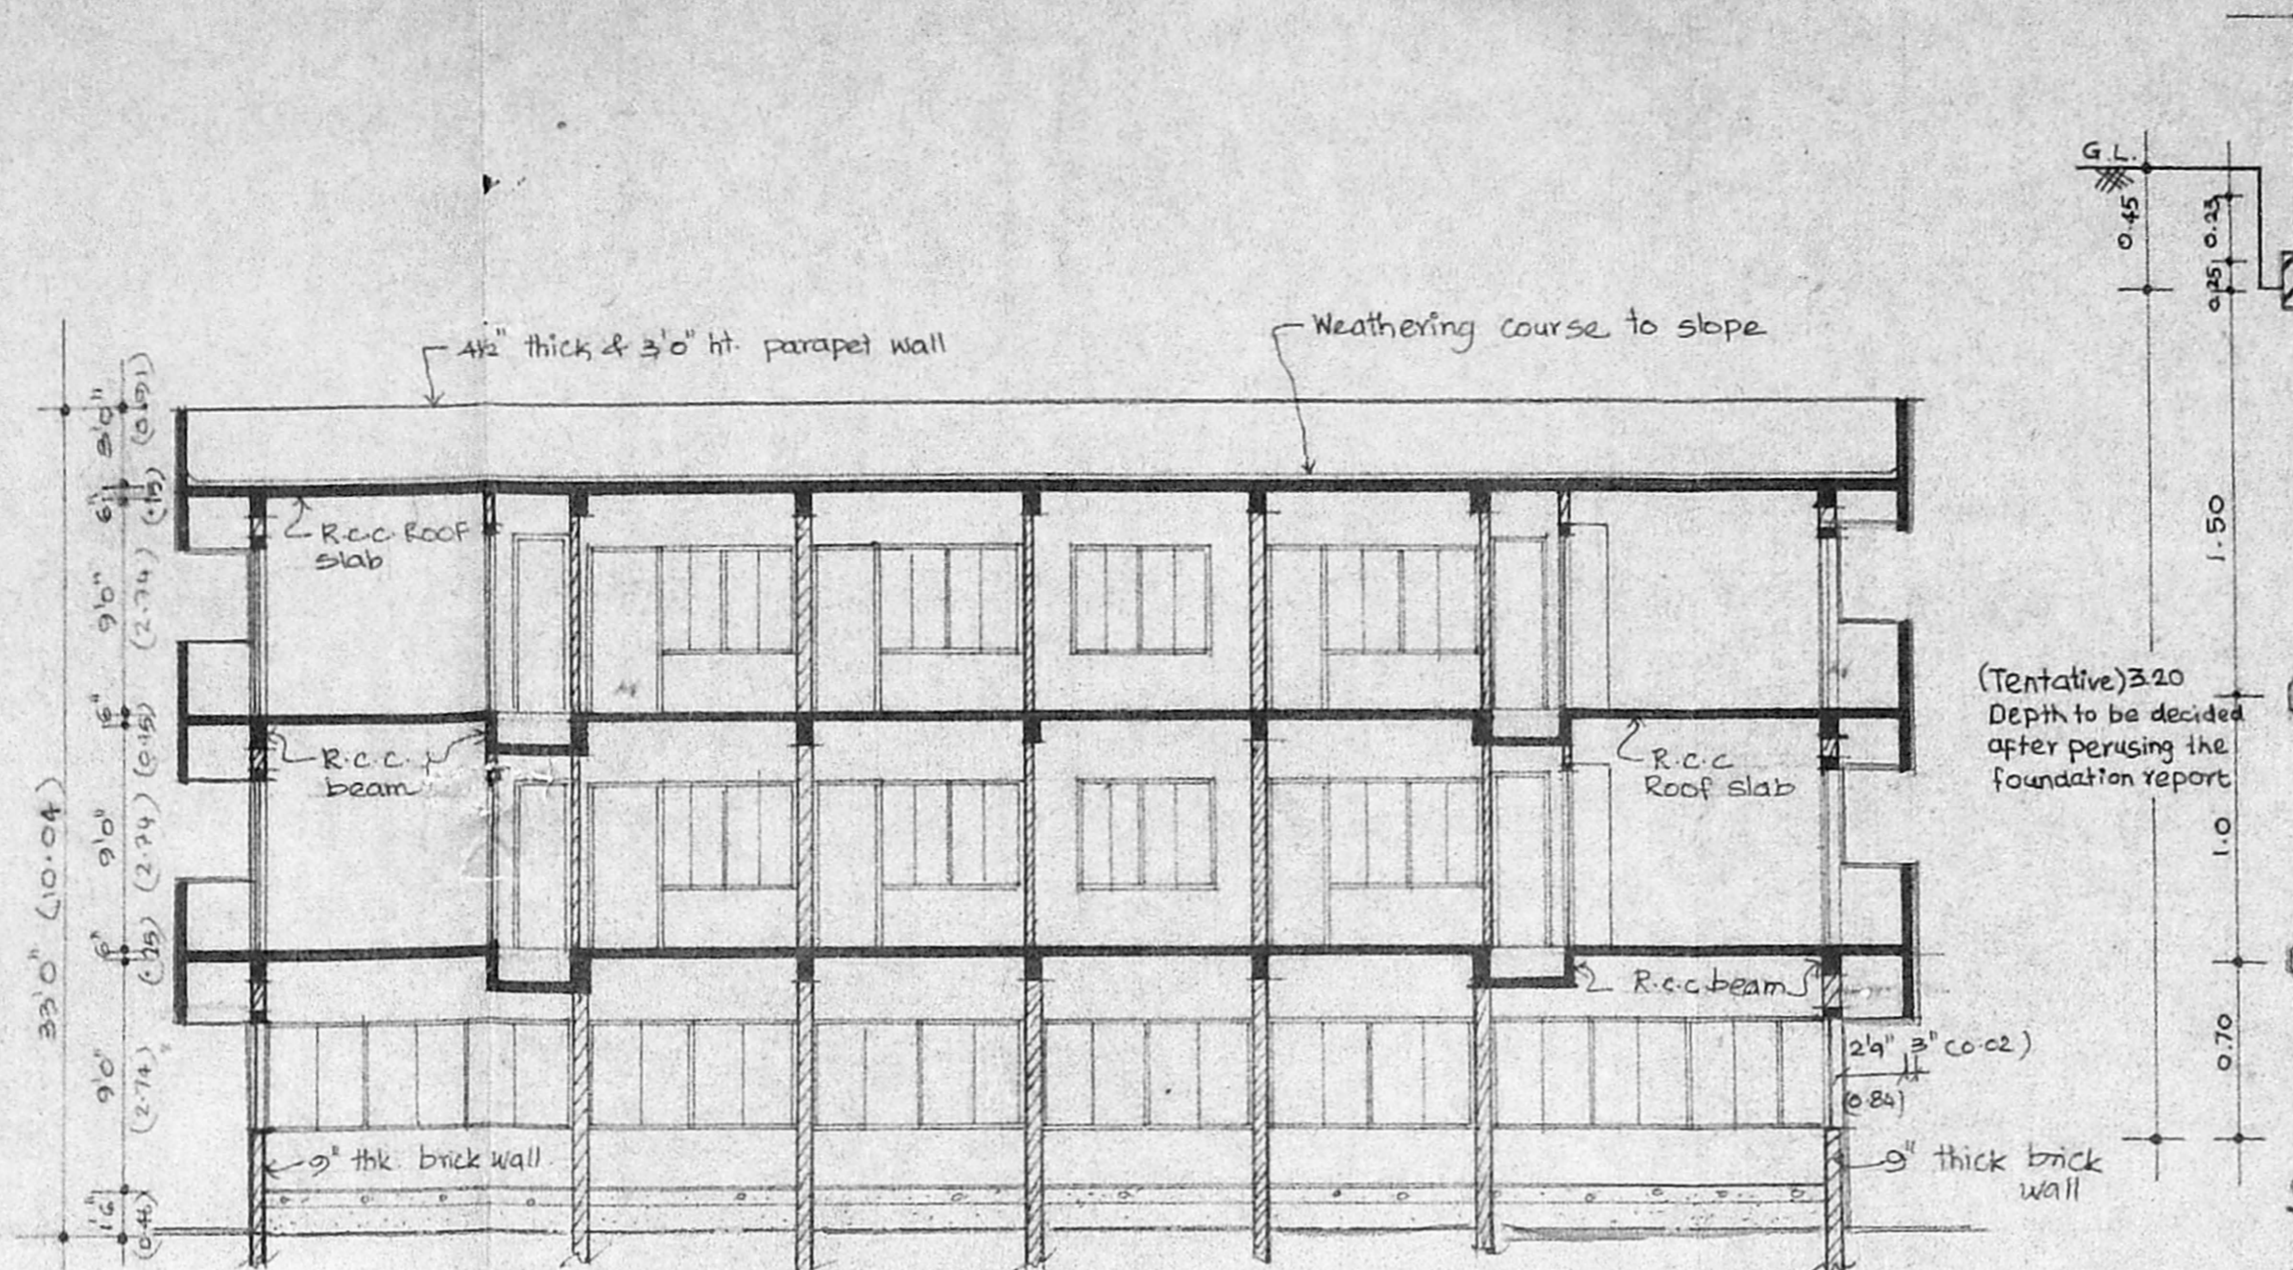 G.L.
0.45
0.23
0.25
4½" thick & 3'0" ht. parapet wall
Weathering course to slope
3'0"
(0.91)
6"
(.15)
R.c.c Roof
slab
9'0"
(2.74)
1.50
6"
(0.15)
R.c.c.
beam
R.c.c
Roof slab
(Tentative) 3.20
Depth to be decided
after perusing the
foundation report
33'0" (10.04)
9'0"
(2.74)
1.0
6"
R.c.c beam
9'0"
(2.74)
2'9" 3" (0.02)
(0.84)
0.70
9" thk. brick wall
9" thick brick
wall
1'6"
(0.46)